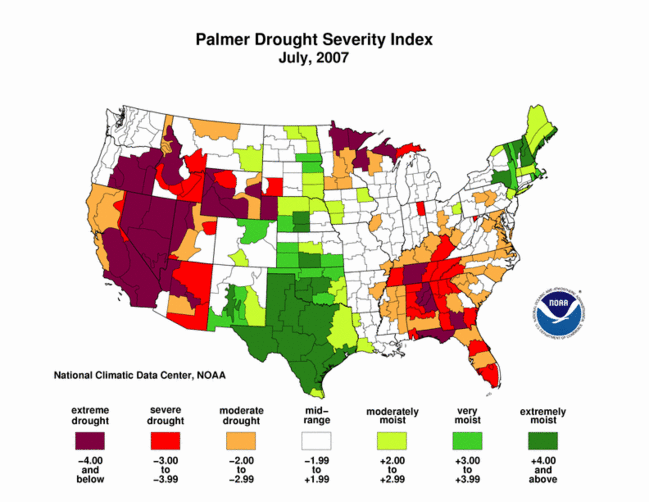 Palmer Drought Severity Index
July, 2007
NOAA
National Climatic Data Center, NOAA
extreme drought
severe drought
moderate drought
mid– range
moderately moist
very moist
extremely moist
−4.00 and below
−3.00 to −3.99
−2.00 to −2.99
−1.99 to +1.99
+2.00 to +2.99
+3.00 to +3.99
+4.00 and above